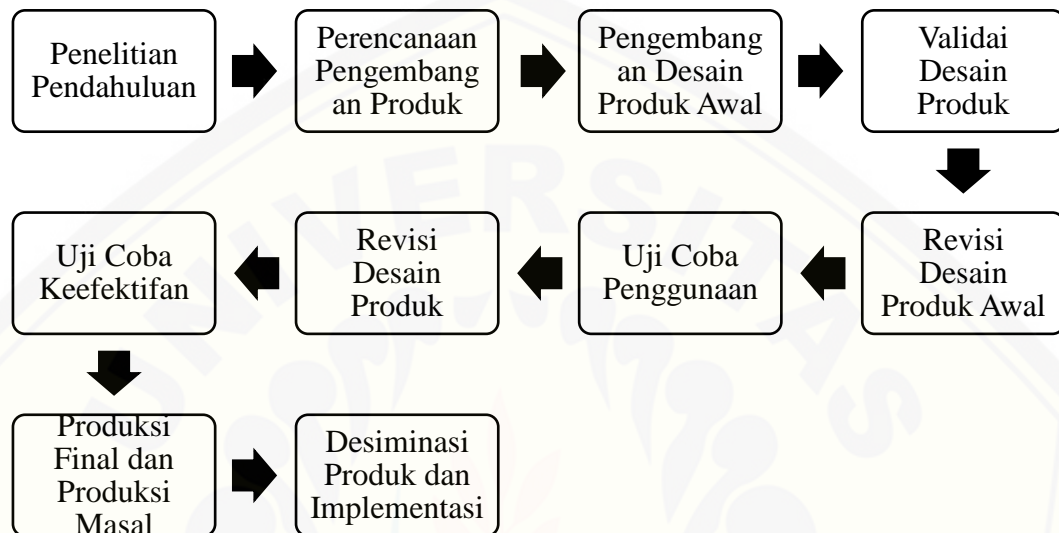 Penelitian
Pendahuluan
Perencanaan
Pengembang
an Produk
Pengembang
an Desain
Produk Awal
Validai
Desain
Produk
Revisi
Desain
Produk Awal
Uji Coba
Penggunaan
Revisi
Desain
Produk
Uji Coba
Keefektifan
Produksi
Final dan
Produksi
Masal
Desiminasi
Produk dan
Implementasi
UNIVERSITAS